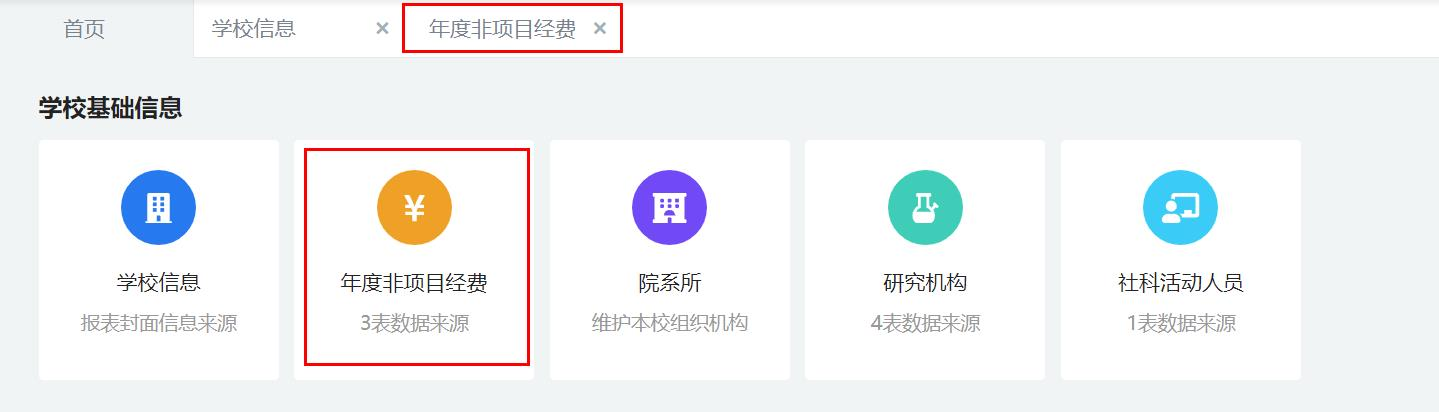 首页
学校信息 ×
年度非项目经费 ×
学校基础信息
¥
学校信息
报表封面信息来源
年度非项目经费
3表数据来源
院系所
维护本校组织机构
研究机构
4表数据来源
社科活动人员
1表数据来源